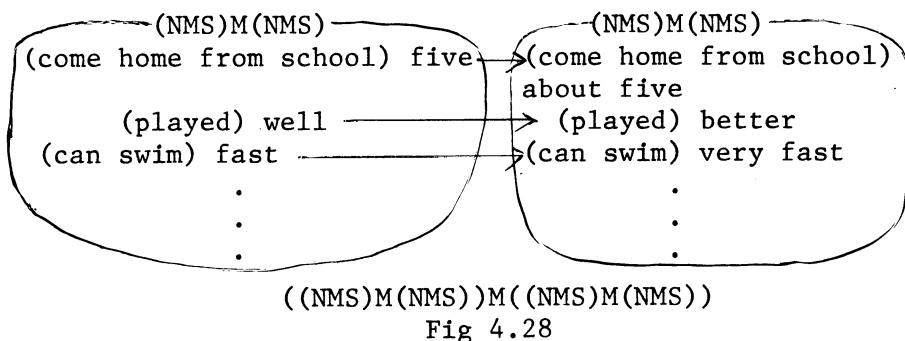 (NMS)M(NMS) (NMS)M(NMS)
(come home from school) five (come home from school)
about five
(played) well (played) better
(can swim) fast (can swim) very fast
((NMS)M(NMS))M((NMS)M(NMS))
Fig 4.28